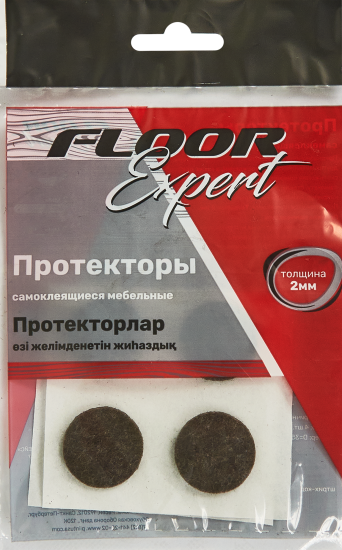 FLOOR
Expert
Протекторы
самоклеящиеся мебельные
толщина
2мм
Протекторлар
өзі желімденетін жиһаздық